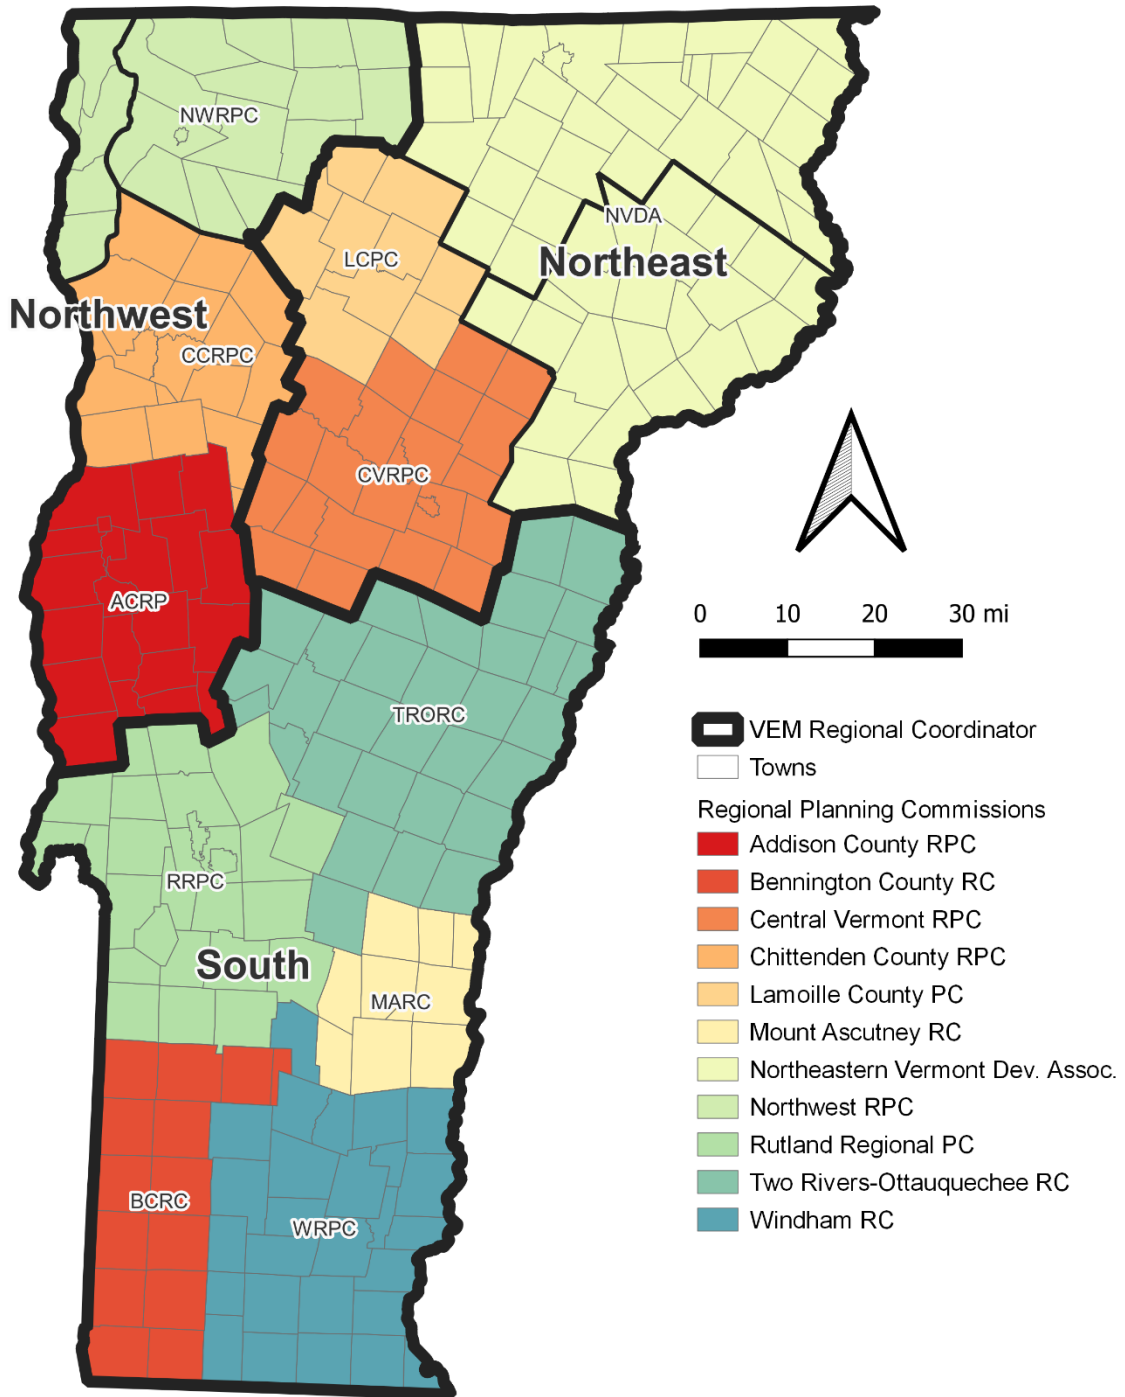 NWRPC
NVDA
Northeast
LCPC
Northwest
CCRPC
CVRPC
ACRP
TRORC
RRPC
South
MARC
BCRC
WRPC
0 10 20 30 mi
VEM Regional Coordinator
Towns
Regional Planning Commissions
Addison County RPC
Bennington County RC
Central Vermont RPC
Chittenden County RPC
Lamoille County PC
Mount Ascutney RC
Northeastern Vermont Dev. Assoc.
Northwest RPC
Rutland Regional PC
Two Rivers-Ottauquechee RC
Windham RC